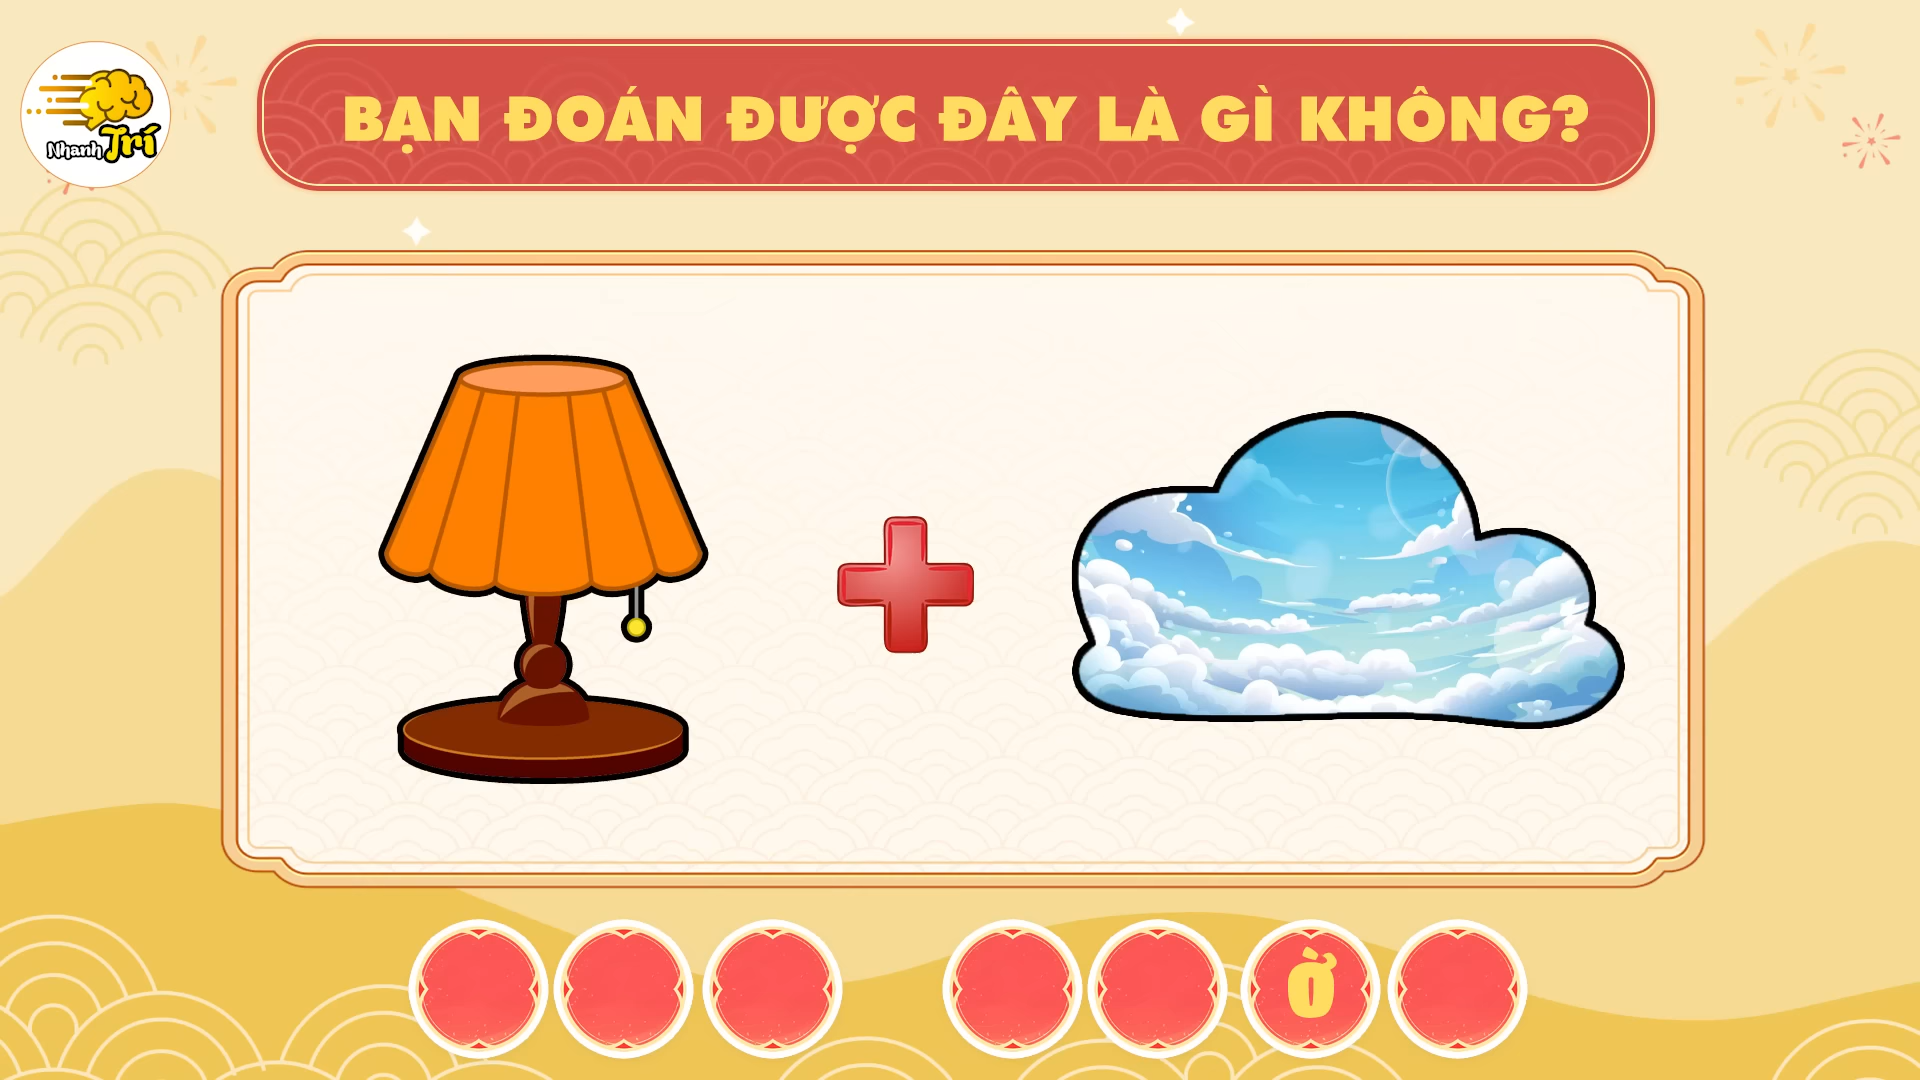 Nhanh Trí
BẠN ĐOÁN ĐƯỢC ĐÂY LÀ GÌ KHÔNG?
Ờ